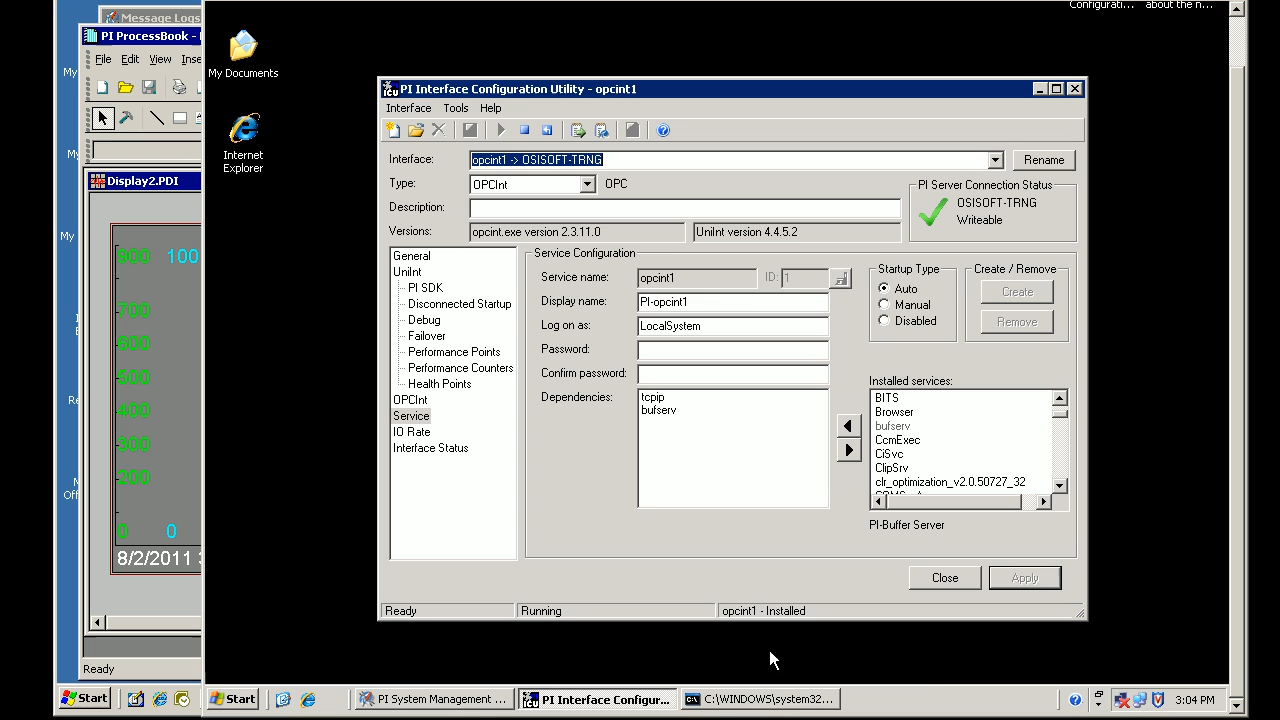 Configurati... about the n...
Message Logs
PI ProcessBook -
File Edit View Inse
Display2.PDI
900 100
700
600
500
400
300
200
0 0
8/2/2011
Ready
Start
My Documents
Internet
Explorer
PI Interface Configuration Utility - opcint1
Interface Tools Help
Interface: opcint1 -> OSISOFT-TRNG Rename
Type: OPCInt OPC
Description:
Versions: opcint.exe version 2.3.11.0 UniInt version 4.4.5.2
PI Server Connection Status
OSISOFT-TRNG
Writeable
General
UniInt
PI SDK
Disconnected Startup
Debug
Failover
Performance Points
Performance Counters
Health Points
OPCInt
Service
IO Rate
Interface Status
Service Configuration
Service name: opcint1 ID: 1
Display name: PI-opcint1
Log on as: LocalSystem
Password:
Confirm password:
Dependencies: tcpip
bufserv
Startup Type
Auto
Manual
Disabled
Create / Remove
Create
Remove
Installed services:
BITS
Browser
bufserv
CcmExec
CiSvc
ClipSrv
clr_optimization_v2.0.50727_32
PI-Buffer Server
Close Apply
Ready Running opcint1 - Installed
Start PI System Management ... PI Interface Configur... C:\WINDOWS\system32... 3:04 PM